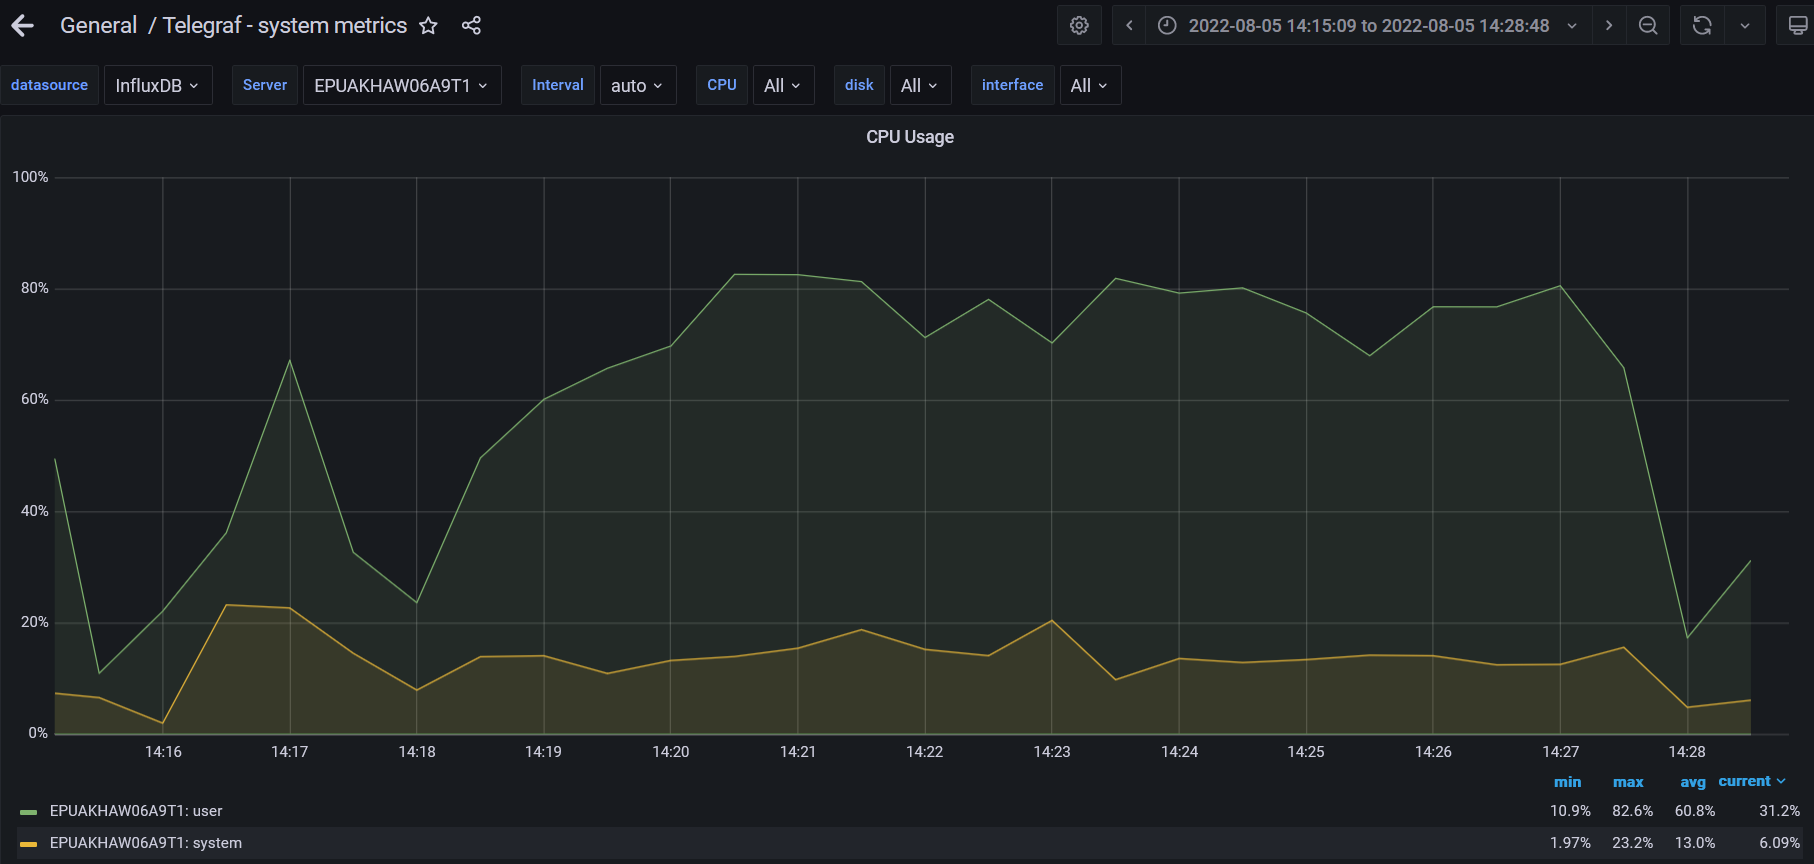 General / Telegraf - system metrics
2022-08-05 14:15:09 to 2022-08-05 14:28:48
datasource InfluxDB Server EPUAKHAW06A9T1 Interval auto CPU All disk All interface All
CPU Usage
100%
80%
60%
40%
20%
0%
14:16 14:17 14:18 14:19 14:20 14:21 14:22 14:23 14:24 14:25 14:26 14:27 14:28
min max avg current
EPUAKHAW06A9T1: user 10.9% 82.6% 60.8% 31.2%
EPUAKHAW06A9T1: system 1.97% 23.2% 13.0% 6.09%